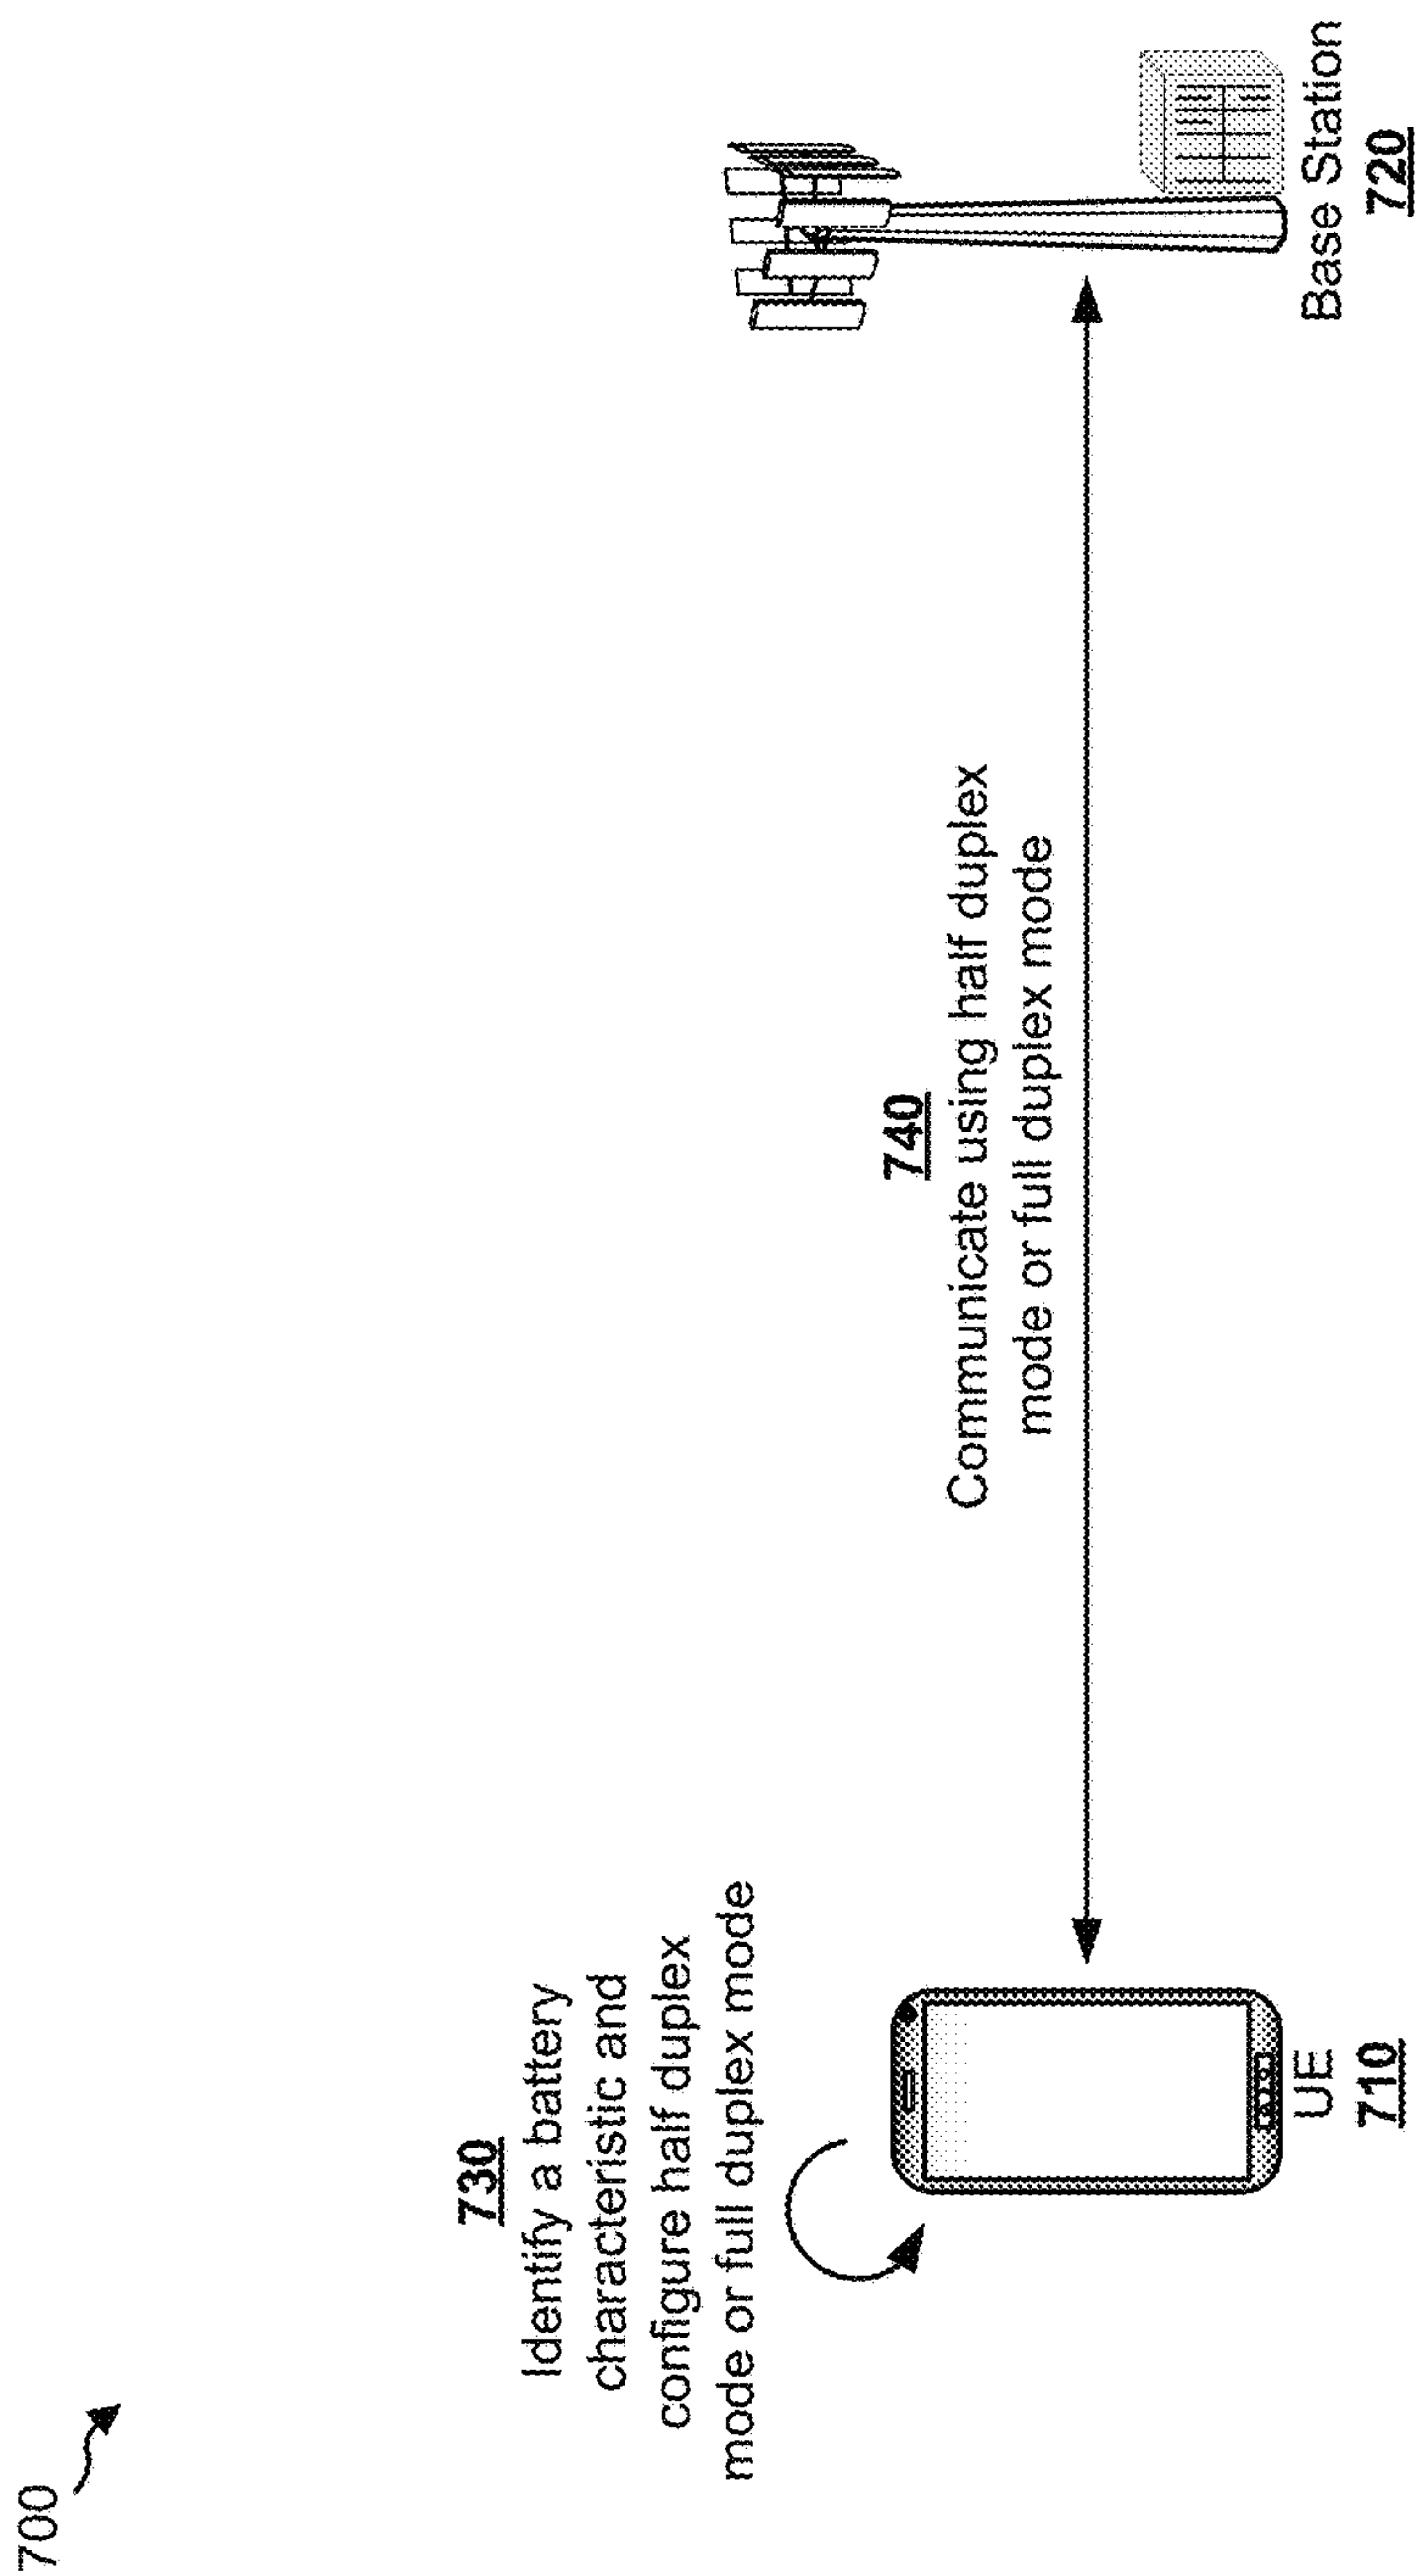 700
730
Identify a battery
characteristic and
configure half duplex
mode or full duplex mode
740
Communicate using half duplex
mode or full duplex mode
UE
710
Base Station
720